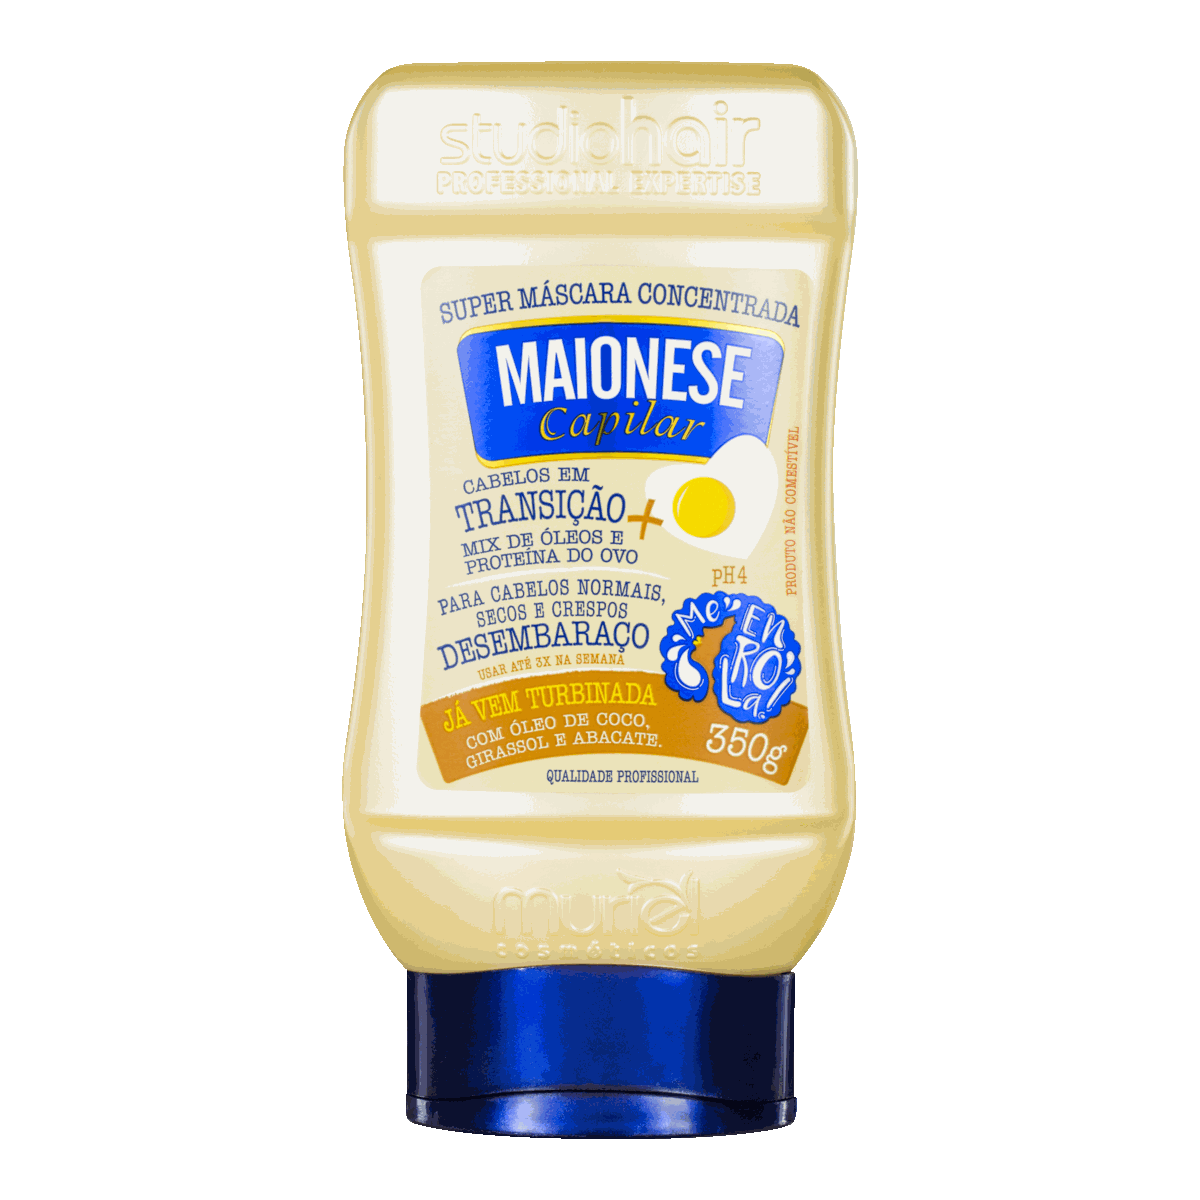 studiohair
PROFESSIONAL EXPERTISE
SUPER MÁSCARA CONCENTRADA
MAIONESE
Capilar
CABELOS EM
TRANSIÇÃO +
MIX DE ÓLEOS E
PROTEÍNA DO OVO
PRODUTO NÃO COMESTÍVEL
pH4
PARA CABELOS NORMAIS,
SECOS E CRESPOS
DESEMBARAÇO
USAR ATÉ 3X NA SEMANA
Me
EN
RO
La!
JÁ VEM TURBINADA
COM ÓLEO DE COCO,
GIRASSOL E ABACATE.
350g
QUALIDADE PROFISSIONAL
muriel
cosméticos